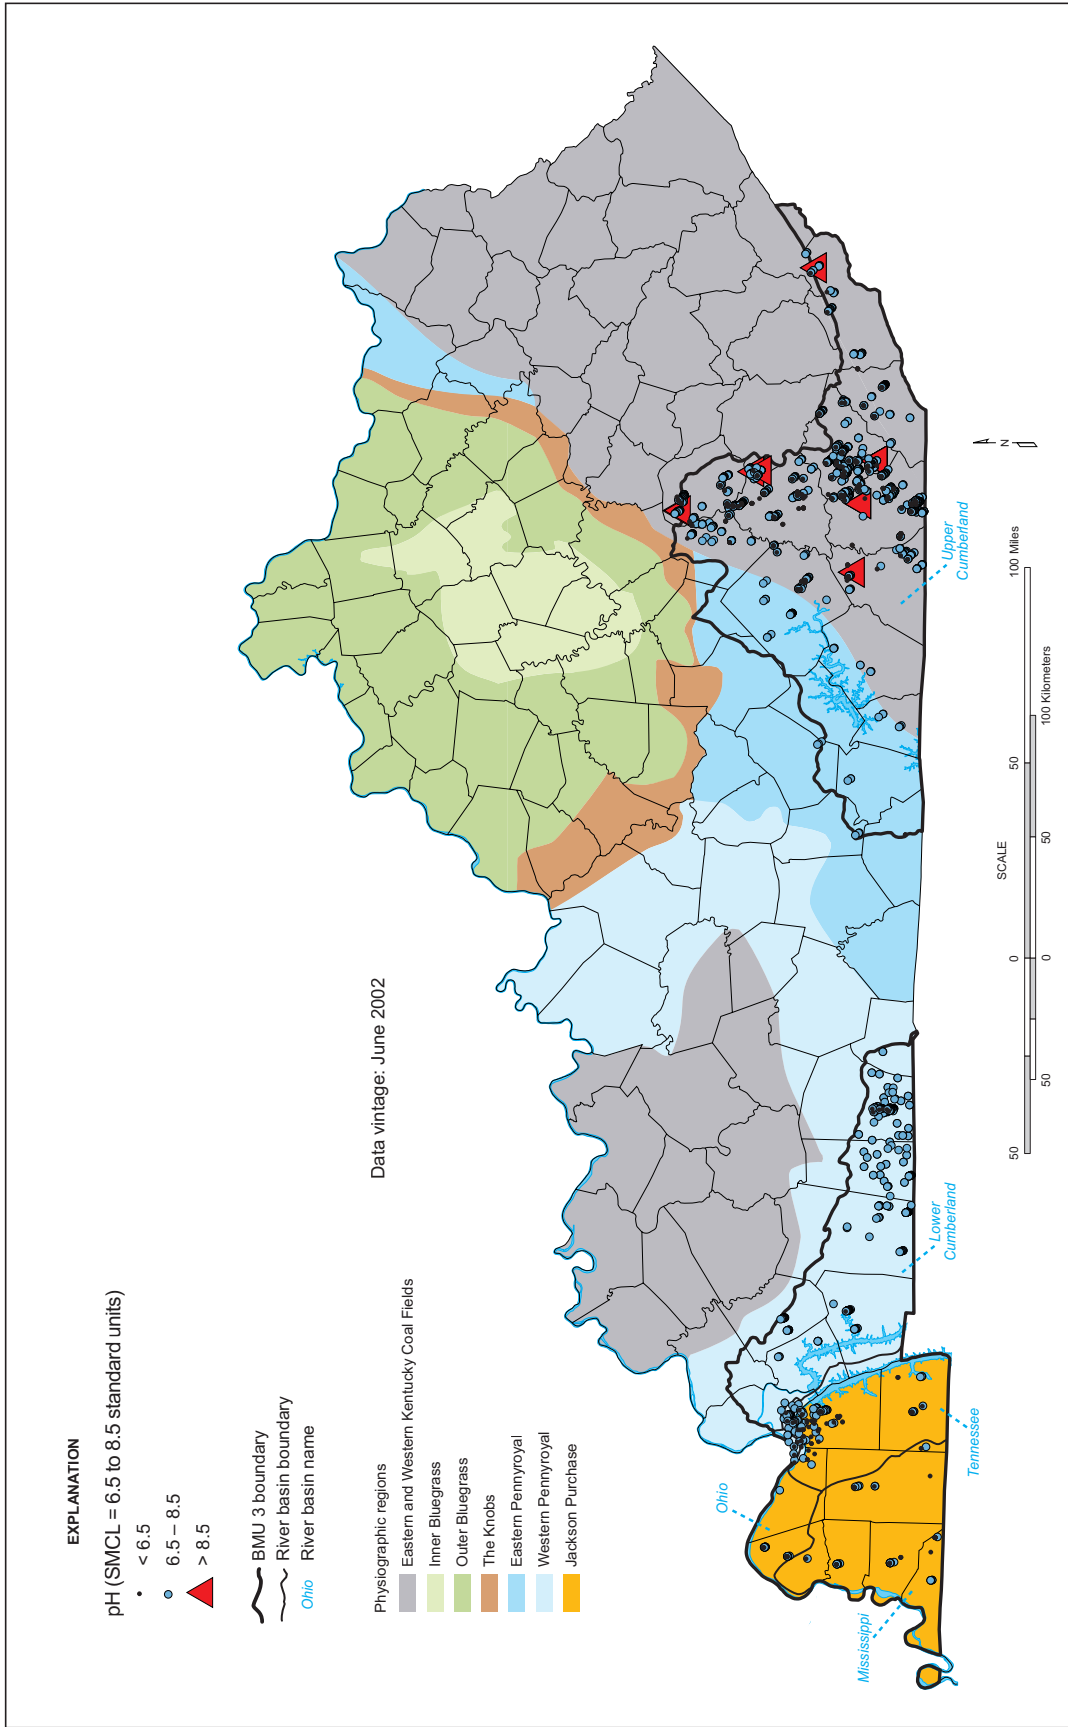 EXPLANATION
pH (SMCL = 6.5 to 8.5 standard units)
< 6.5
6.5 – 8.5
> 8.5
BMU 3 boundary
River basin boundary
Ohio River basin name
Physiographic regions
Eastern and Western Kentucky Coal Fields
Inner Bluegrass
Outer Bluegrass
The Knobs
Eastern Pennyroyal
Western Pennyroyal
Jackson Purchase
Data vintage: June 2002
Mississippi
Ohio
Tennessee
Lower
Cumberland
Upper
Cumberland
N
SCALE
50 0 50 100 Miles
50 0 50 100 Kilometers